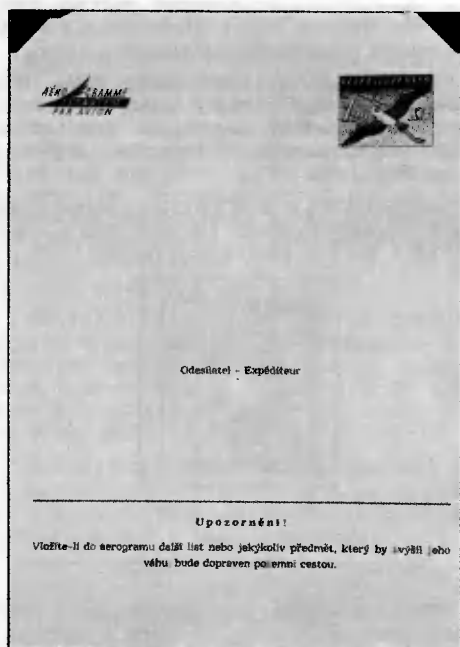 AÉROGRAMME
PAR AVION
Odesílatel - Expéditeur
Upozornění!
Vložíte-li do aerogramu další list nebo jakýkoliv předmět, který by zvýšil jeho
váhu bude dopraven pozemní cestou.